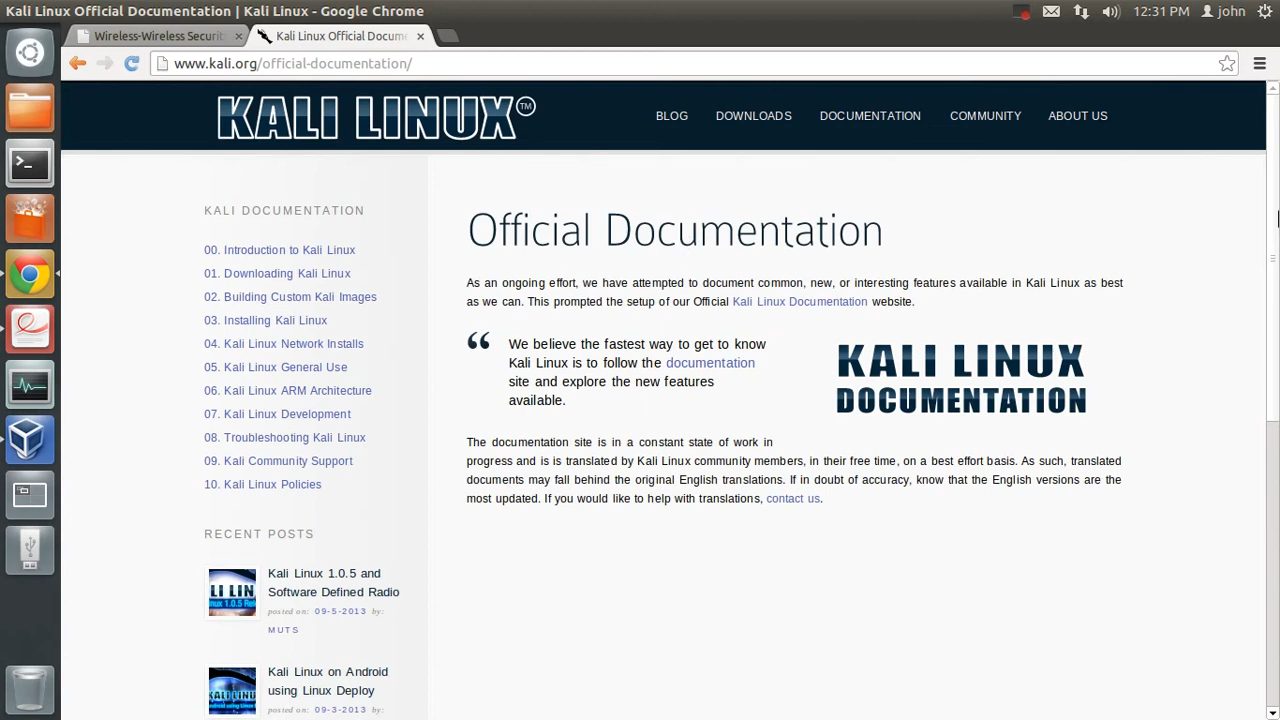 Kali Linux Official Documentation | Kali Linux - Google Chrome
12:31 PM john
Wireless-Wireless Securit
Kali Linux Official Docume
www.kali.org/official-documentation/
KALI LINUX TM
BLOG DOWNLOADS DOCUMENTATION COMMUNITY ABOUT US
KALI DOCUMENTATION
00. Introduction to Kali Linux
01. Downloading Kali Linux
02. Building Custom Kali Images
03. Installing Kali Linux
04. Kali Linux Network Installs
05. Kali Linux General Use
06. Kali Linux ARM Architecture
07. Kali Linux Development
08. Troubleshooting Kali Linux
09. Kali Community Support
10. Kali Linux Policies
RECENT POSTS
Kali Linux 1.0.5 and
Software Defined Radio
posted on: 09-5-2013 by:
MUTS
Kali Linux on Android
using Linux Deploy
posted on: 09-3-2013 by:
Official Documentation
As an ongoing effort, we have attempted to document common, new, or interesting features available in Kali Linux as best
as we can. This prompted the setup of our Official Kali Linux Documentation website.
“ We believe the fastest way to get to know
Kali Linux is to follow the documentation
site and explore the new features
available.
KALI LINUX
DOCUMENTATION
The documentation site is in a constant state of work in
progress and is is translated by Kali Linux community members, in their free time, on a best effort basis. As such, translated
documents may fall behind the original English translations. If in doubt of accuracy, know that the English versions are the
most updated. If you would like to help with translations, contact us.